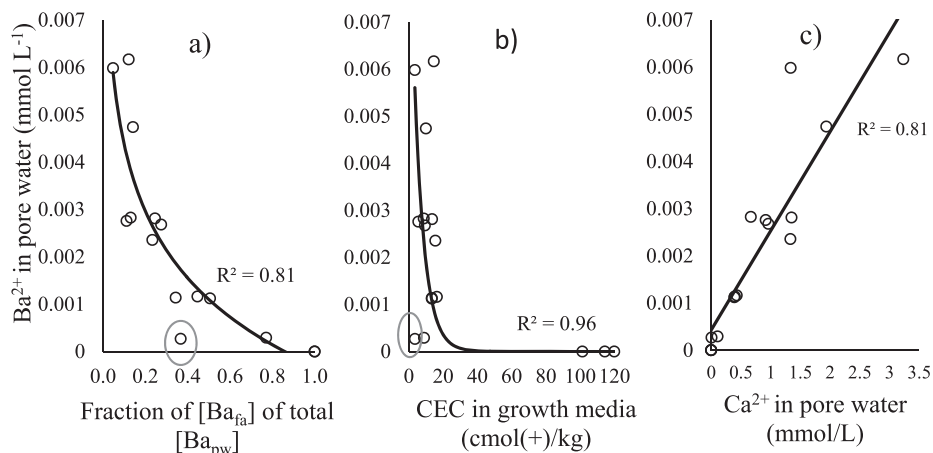 Ba²⁺ in pore water (mmol L⁻¹)
0.007
0.006
0.005
0.004
0.003
0.002
0.001
0
a)
R² = 0.81
0.0 0.2 0.4 0.6 0.8 1.0
Fraction of [Ba_fa] of total
[Ba_pw]
0.007
0.006
0.005
0.004
0.003
0.002
0.001
0
b)
R² = 0.96
0 20 40 60 80 100 120
CEC in growth media
(cmol(+)/kg)
0.007
0.006
0.005
0.004
0.003
0.002
0.001
0
c)
R² = 0.81
0 0.5 1 1.5 2 2.5 3 3.5
Ca²⁺ in pore water
(mmol/L)